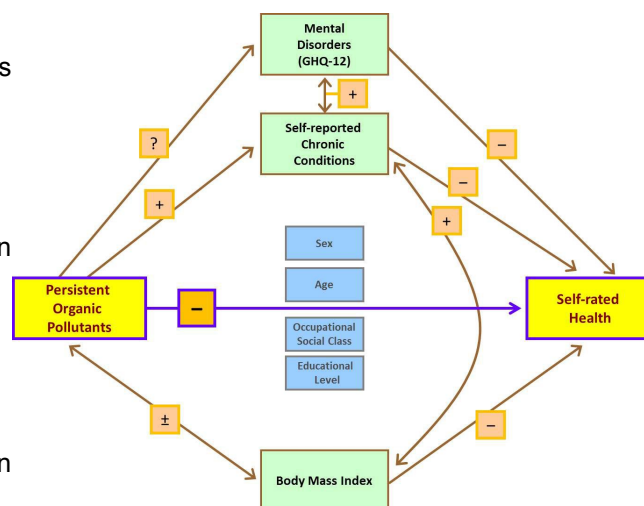 Mental
Disorders
(GHQ-12)
s
+
Self-reported
Chronic
Conditions
?
–
–
+
+
n
Sex
Age
Persistent
Organic
Pollutants
–
Self-rated
Health
Occupational
Social Class
Educational
Level
±
–
n
Body Mass Index